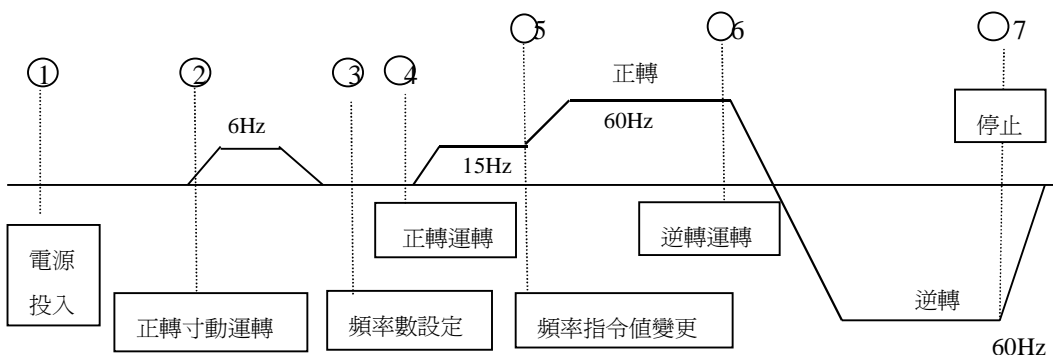 1
2
3
4
5
6
7
正轉
6Hz
60Hz
15Hz
停止
正轉運轉
逆轉運轉
電源
投入
正轉寸動運轉
頻率數設定
頻率指令值變更
逆轉
60Hz